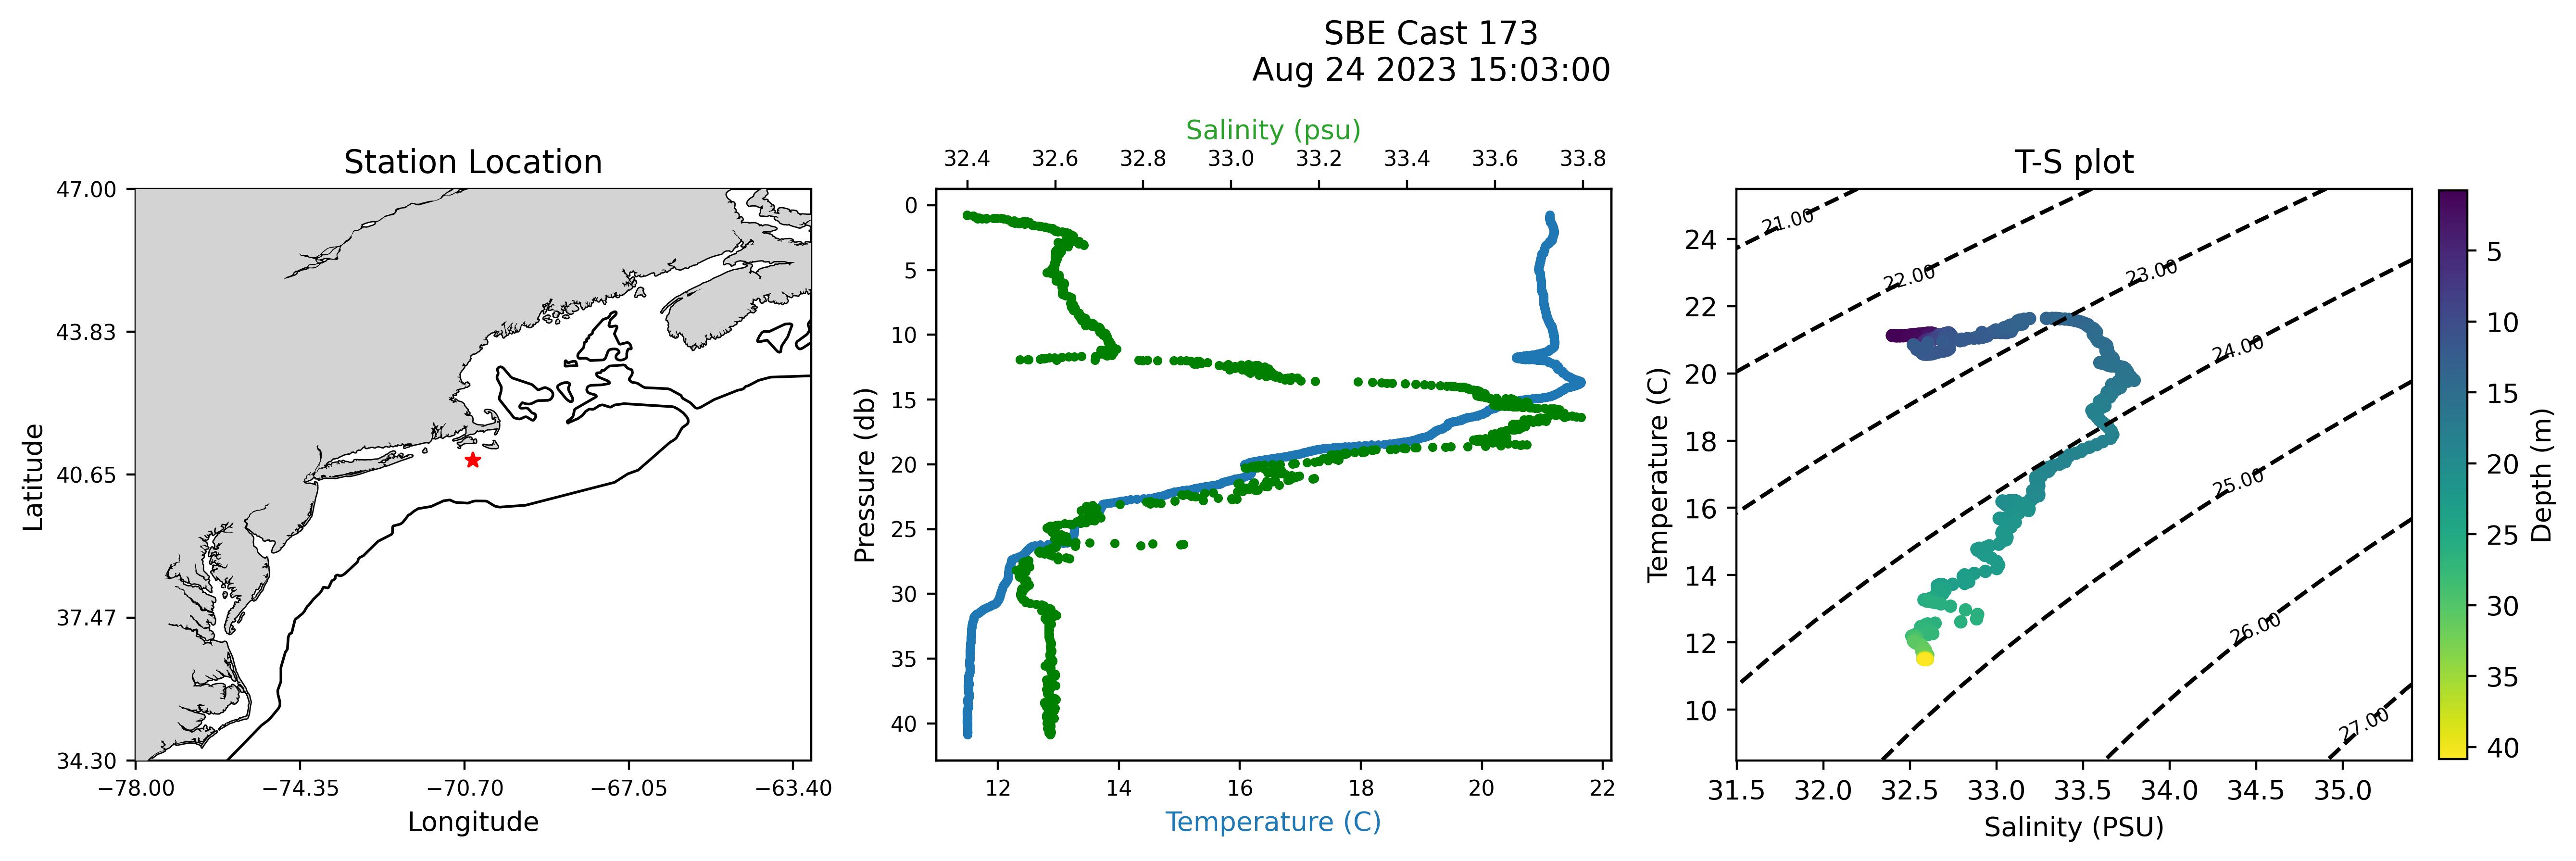 SBE Cast 173
Aug 24 2023 15:03:00
Station Location
47.00
43.83
40.65
37.47
34.30
Latitude
−78.00 −74.35 −70.70 −67.05 −63.40
Longitude
Salinity (psu)
32.4 32.6 32.8 33.0 33.2 33.4 33.6 33.8
0
5
10
15
20
25
30
35
40
Pressure (db)
12 14 16 18 20 22
Temperature (C)
T-S plot
24
22
20
18
16
14
12
10
Temperature (C)
21.00
22.00
23.00
24.00
25.00
26.00
27.00
31.5 32.0 32.5 33.0 33.5 34.0 34.5 35.0
Salinity (PSU)
5
10
15
20
25
30
35
40
Depth (m)